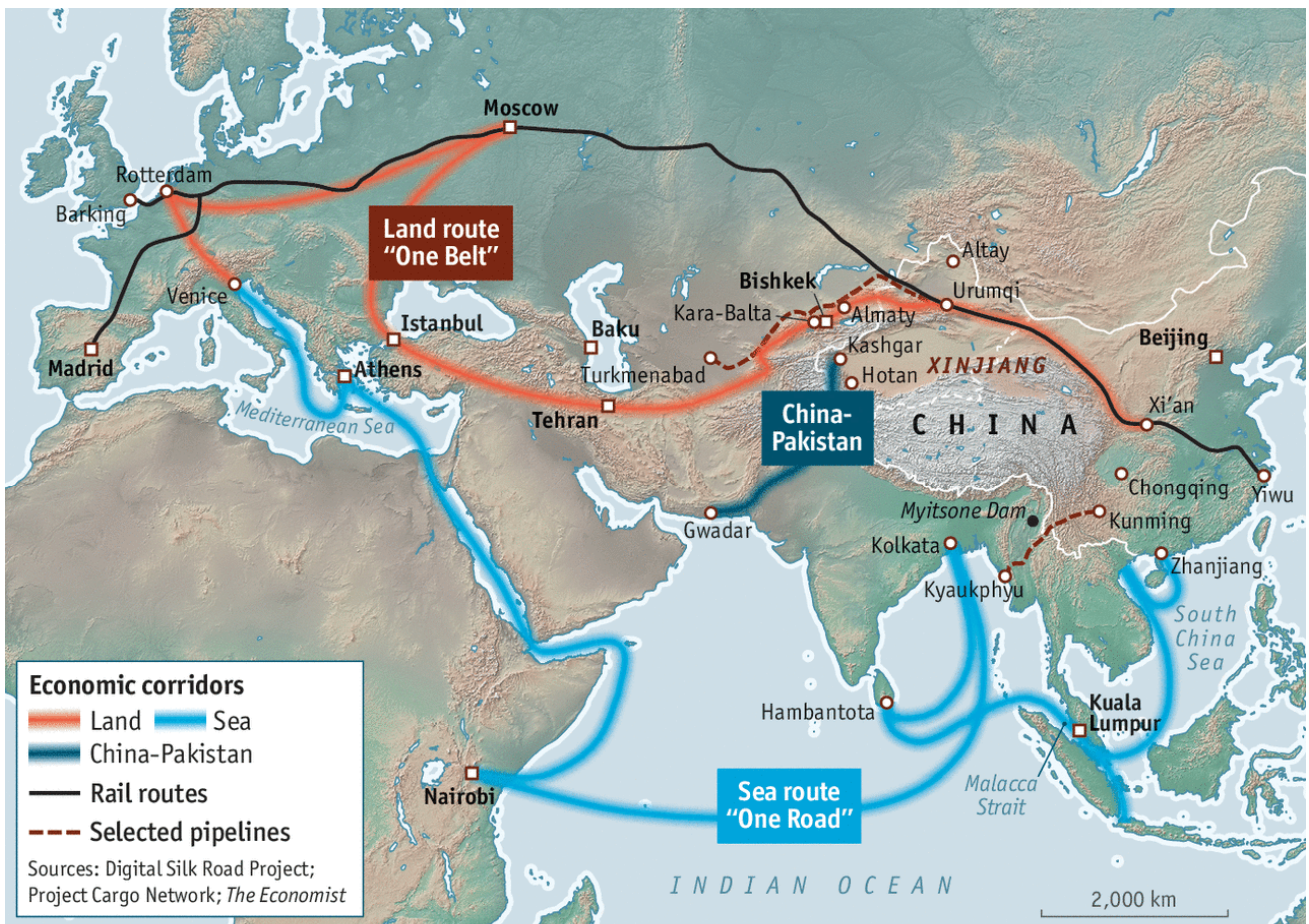 Moscow
Rotterdam
Barking
Land route
“One Belt”
Altay
Bishkek
Urumqi
Venice
Kara-Balta
Almaty
Istanbul
Baku
Beijing
Kashgar
Madrid
Athens
Turkmenabad
Hotan
XINJIANG
Mediterranean Sea
Tehran
China-
Pakistan
CHINA
Xi’an
Chongqing
Yiwu
Gwadar
Myitsone Dam
Kunming
Kolkata
Kyaukphyu
Zhanjiang
South
China
Sea
Hambantota
Kuala
Lumpur
Malacca
Strait
Nairobi
Sea route
“One Road”
INDIAN OCEAN
2,000 km
Economic corridors
Land Sea
China-Pakistan
Rail routes
Selected pipelines
Sources: Digital Silk Road Project;
Project Cargo Network; The Economist